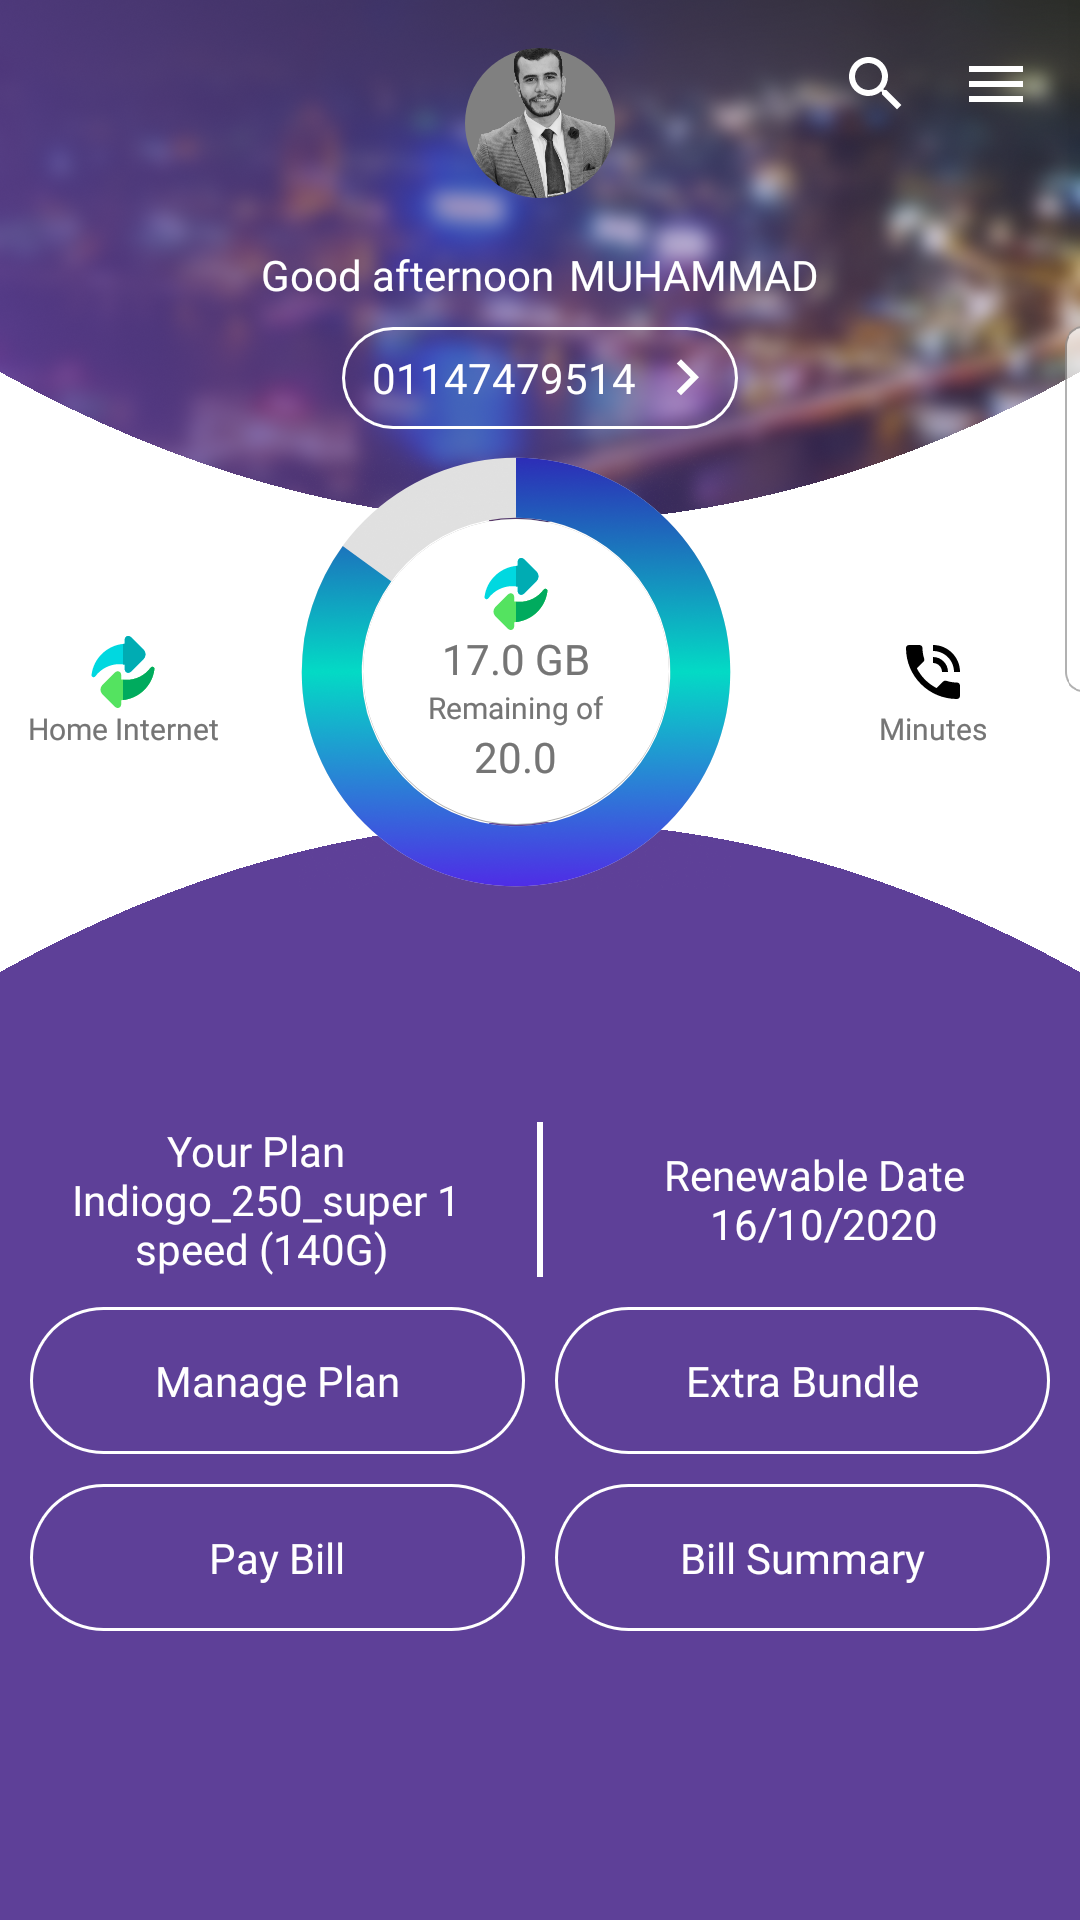 Good afternoon MUHAMMAD
01147479514
17.0 GB
Remaining of
20.0
Home Internet
Minutes
Your Plan
Indiogo_250_super 1
speed (140G)
Renewable Date
16/10/2020
Manage Plan
Extra Bundle
Pay Bill
Bill Summary